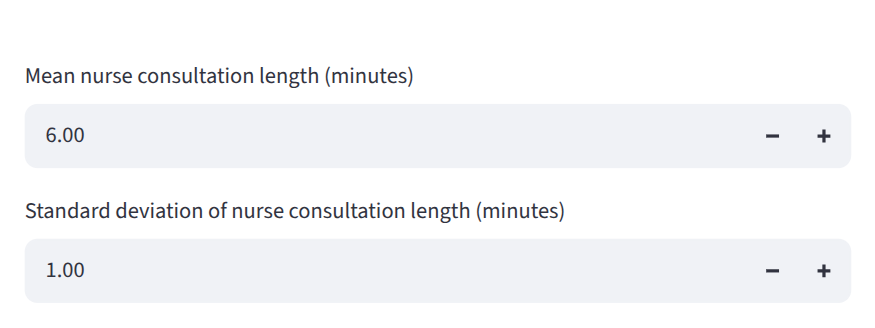 Mean nurse consultation length (minutes)
6.00
Standard deviation of nurse consultation length (minutes)
1.00